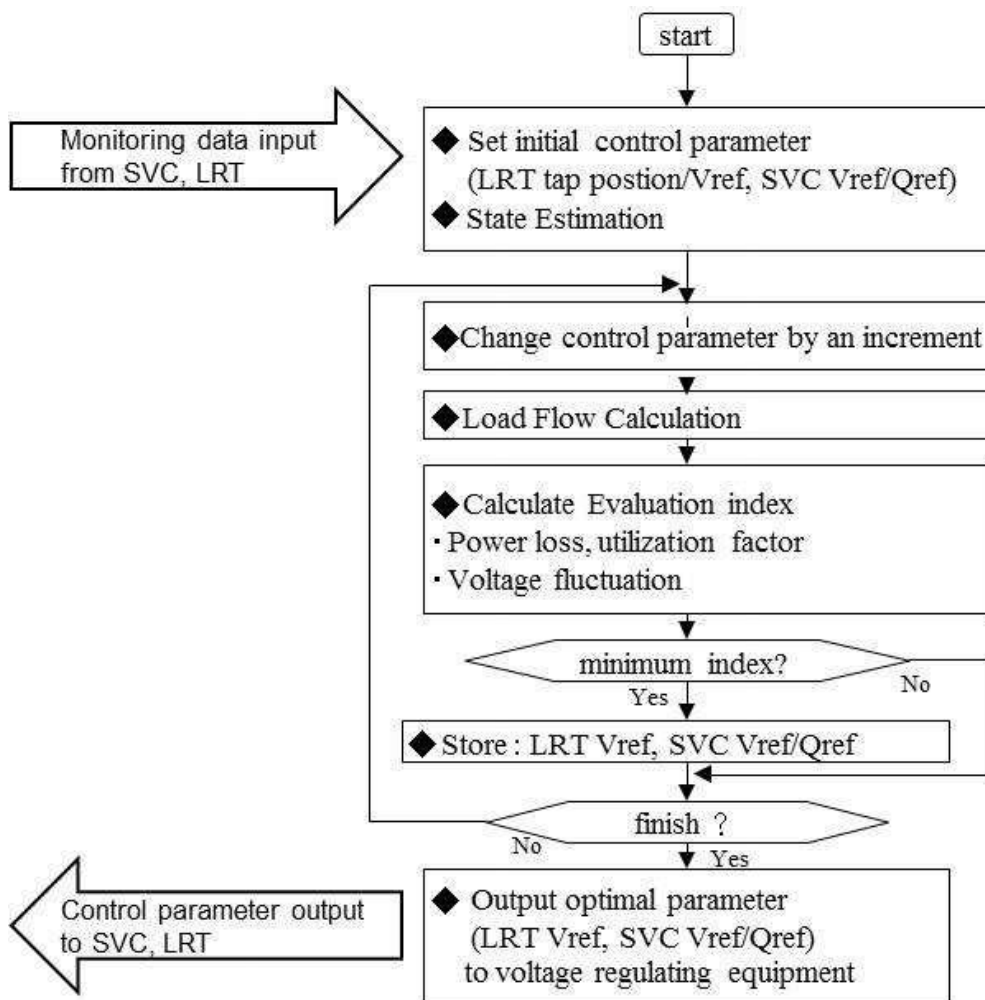 start
Monitoring data input
from SVC, LRT
◆ Set initial control parameter
(LRT tap postion/Vref, SVC Vref/Qref)
◆ State Estimation
◆Change control parameter by an increment
◆Load Flow Calculation
◆Calculate Evaluation index
・Power loss, utilization factor
・Voltage fluctuation
minimum index?
No
Yes
◆Store : LRT Vref, SVC Vref/Qref
finish ?
No
Yes
Control parameter output
to SVC, LRT
◆ Output optimal parameter
(LRT Vref, SVC Vref/Qref)
to voltage regulating equipment